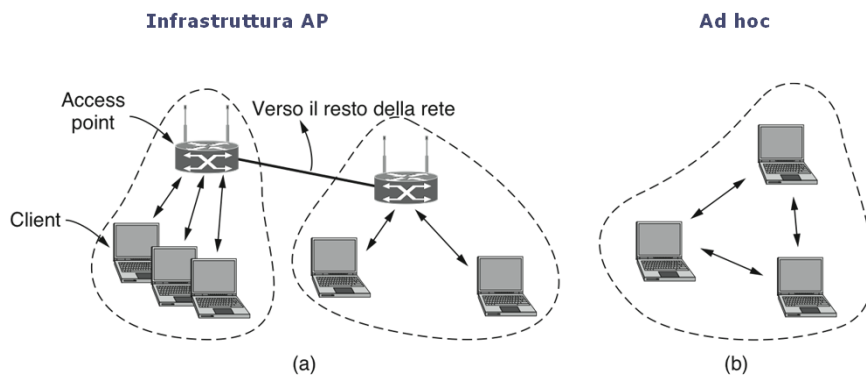 Infrastruttura AP
Ad hoc
Access
point
Verso il resto della rete
Client
(a)
(b)